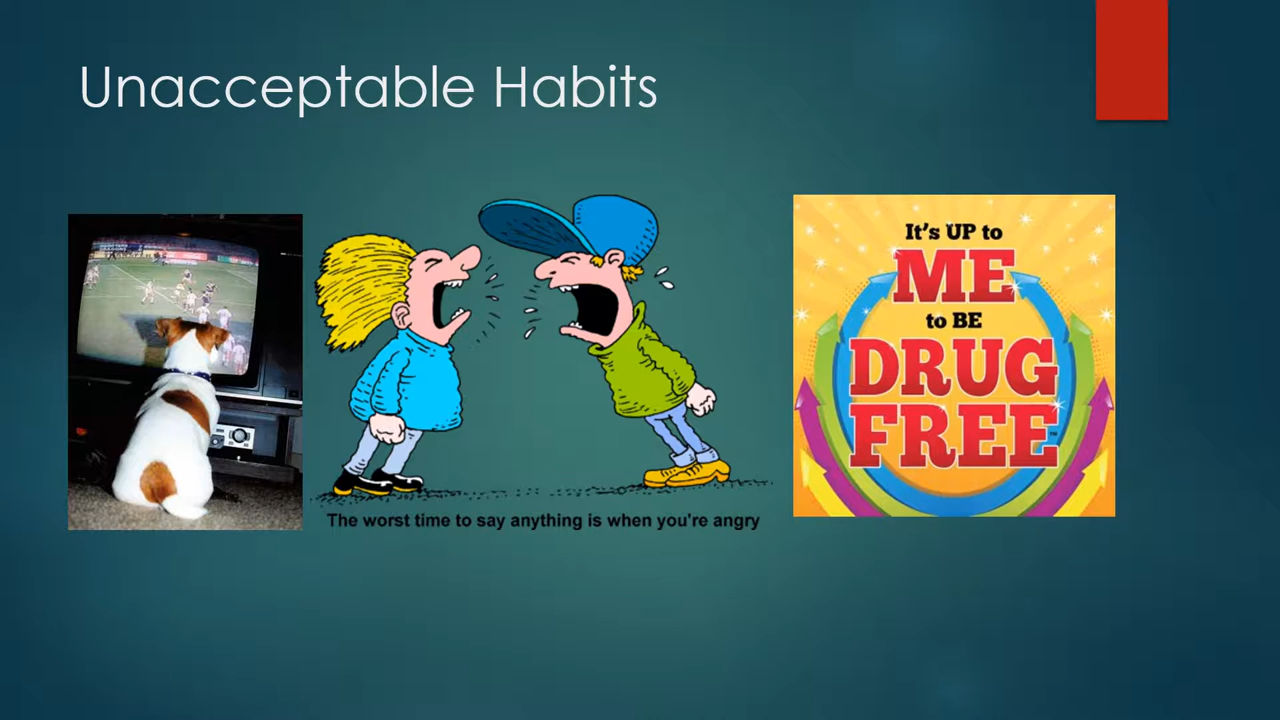 Unacceptable Habits
It's UP to
ME
to BE
DRUG
FREE
The worst time to say anything is when you're angry